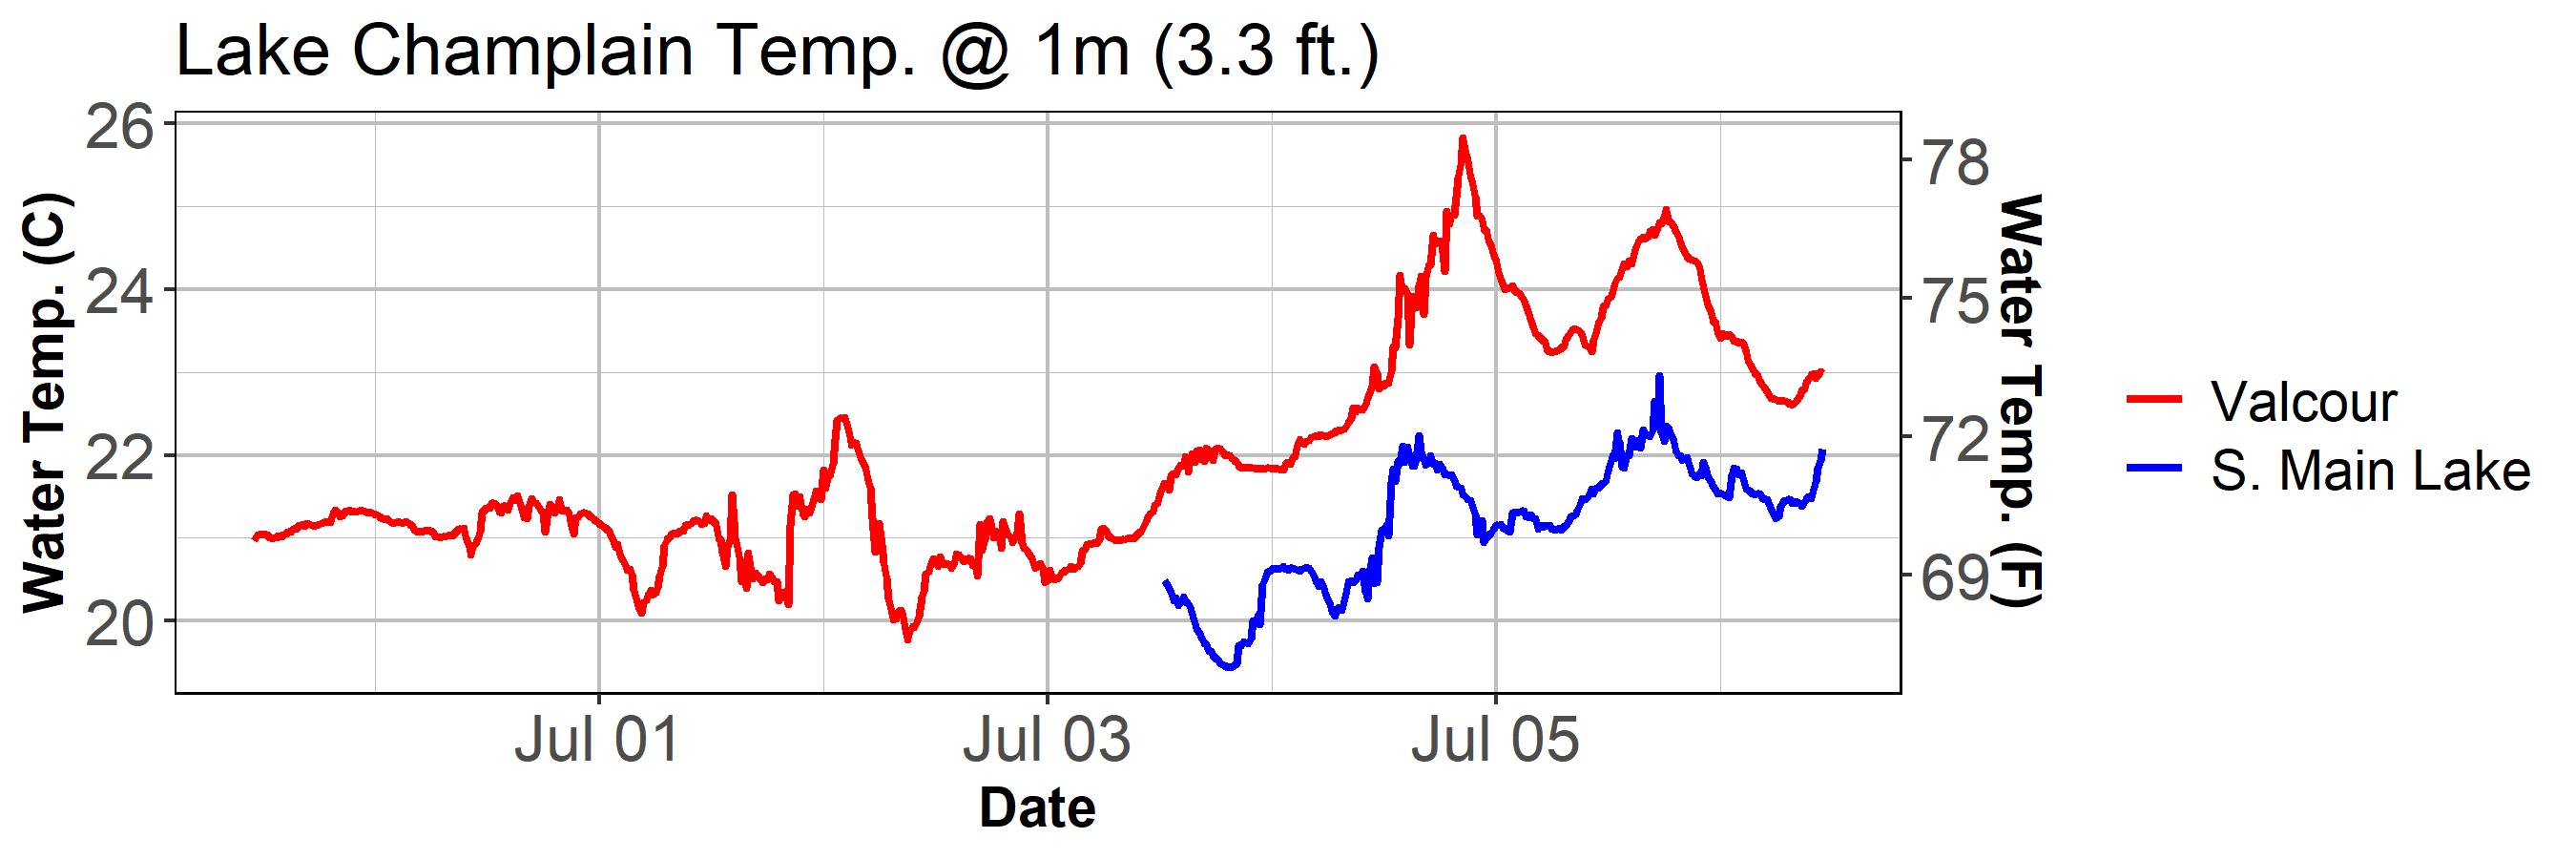 Lake Champlain Temp. @ 1m (3.3 ft.)
Water Temp. (C)
26
24
22
20
78
75
72
69
Water Temp. (F)
Jul 01
Jul 03
Jul 05
Date
Valcour
S. Main Lake